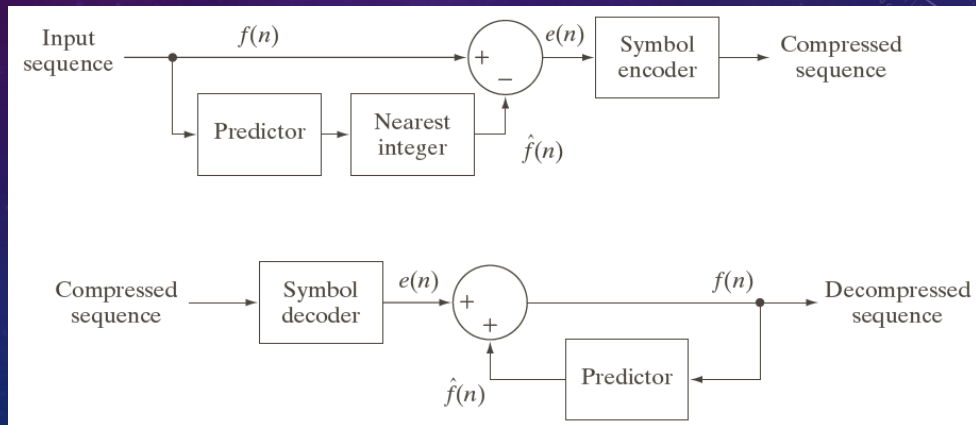 Input
sequence
f(n)
+
−
e(n)
Symbol
encoder
Compressed
sequence
Predictor
Nearest
integer
f̂(n)
Compressed
sequence
Symbol
decoder
e(n)
+
+
f(n)
Decompressed
sequence
Predictor
f̂(n)